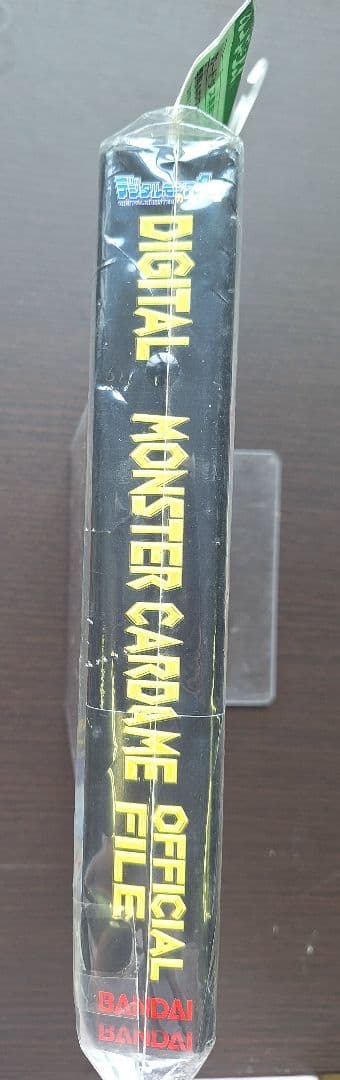 デジタルモンスター
DIGITAL MONSTER CARDAME OFFICIAL
FILE
BANDAI
BANDAI